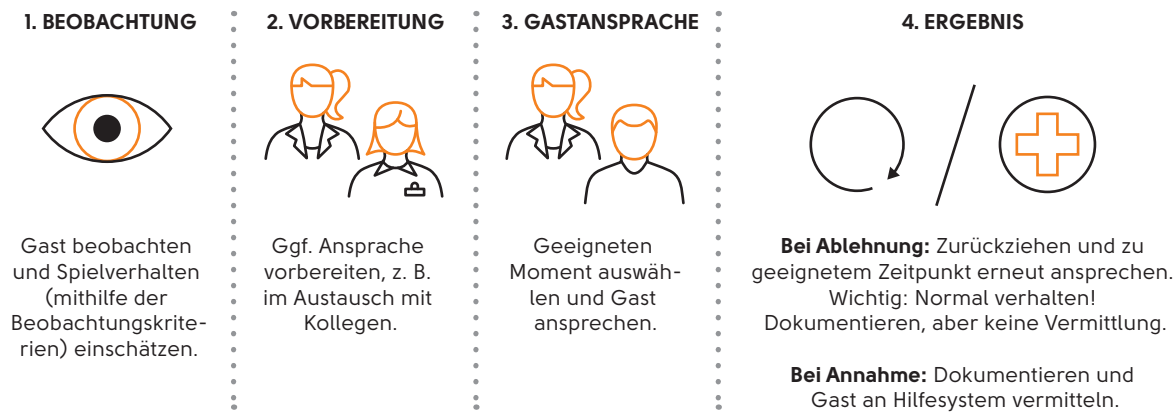 1. BEOBACHTUNG
Gast beobachten
und Spielverhalten
(mithilfe der
Beobachtungskrite-
rien) einschätzen.
2. VORBEREITUNG
Ggf. Ansprache
vorbereiten, z. B.
im Austausch mit
Kollegen.
3. GASTANSPRACHE
Geeigneten
Moment auswäh-
len und Gast
ansprechen.
4. ERGEBNIS
Bei Ablehnung: Zurückziehen und zu
geeignetem Zeitpunkt erneut ansprechen.
Wichtig: Normal verhalten!
Dokumentieren, aber keine Vermittlung.
Bei Annahme: Dokumentieren und
Gast an Hilfesystem vermitteln.